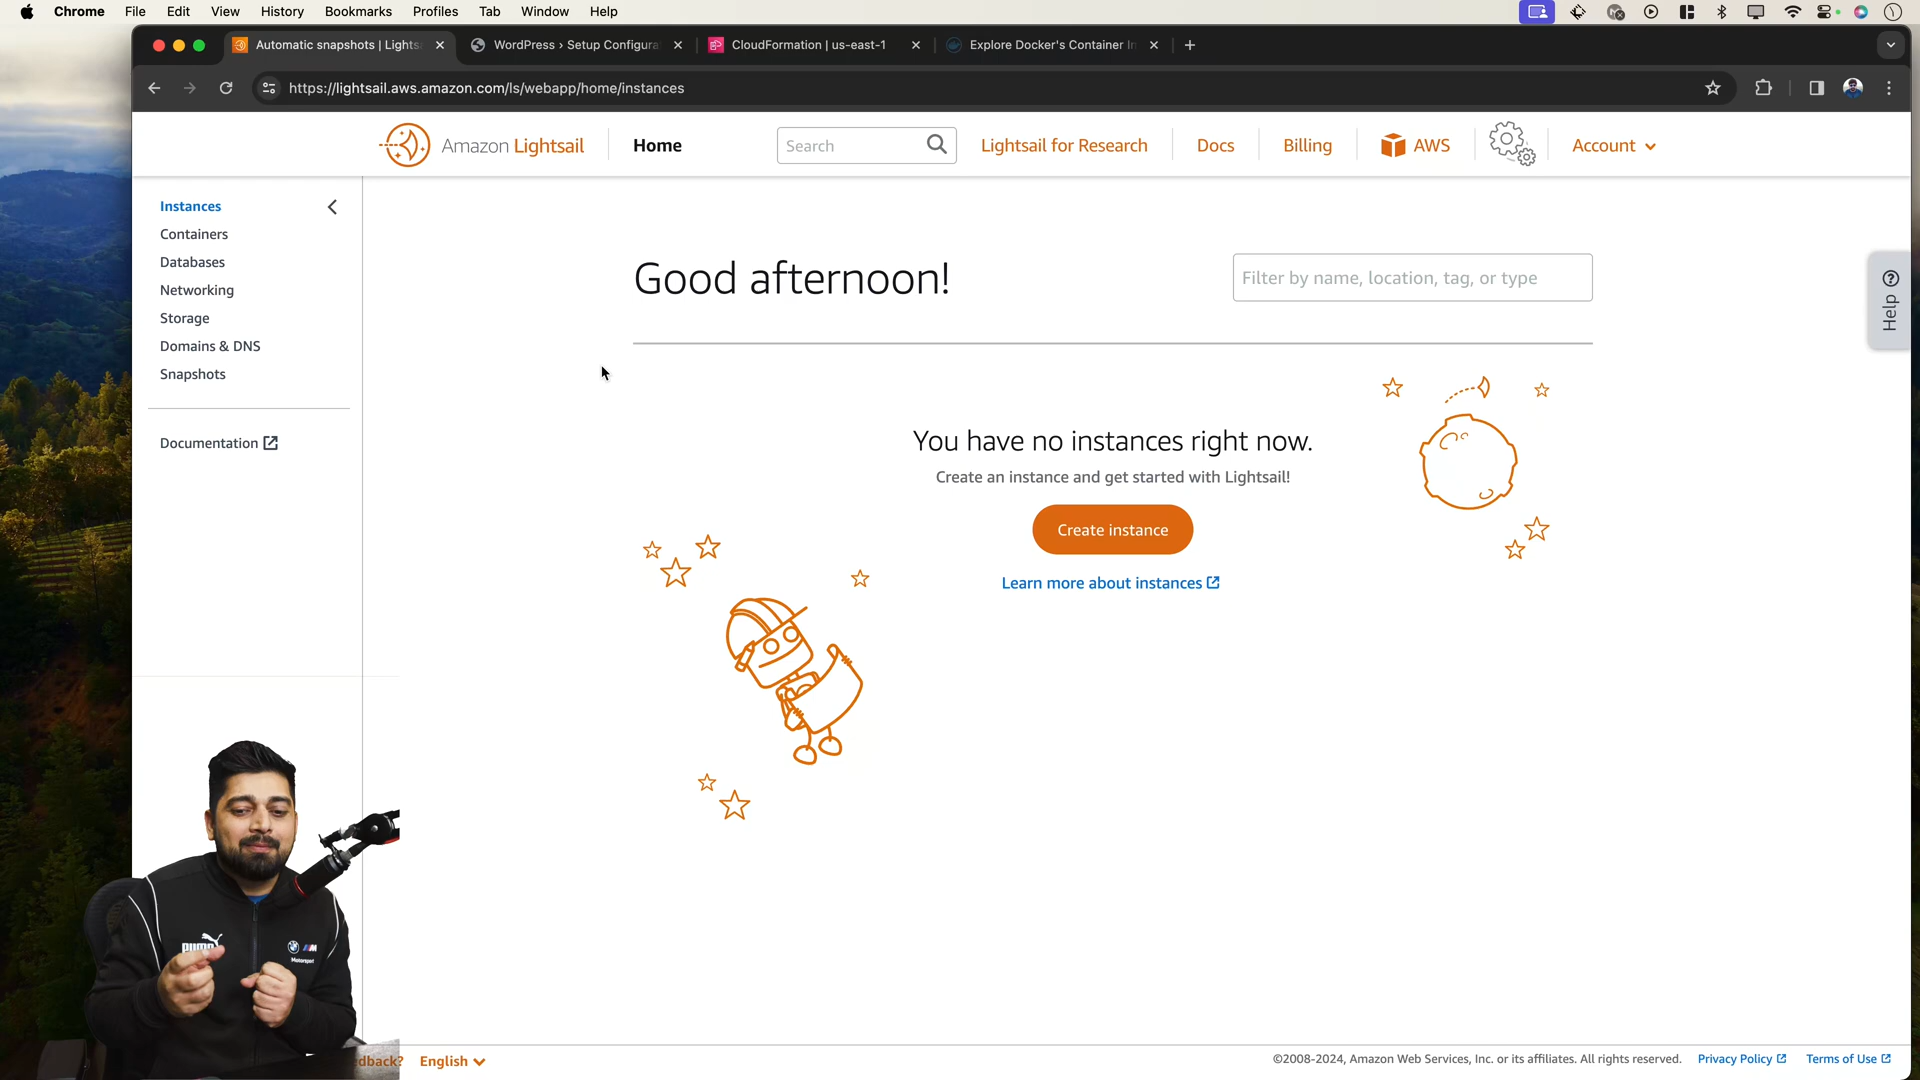 Chrome File Edit View History Bookmarks Profiles Tab Window Help
Automatic snapshots | Lights
WordPress › Setup Configura
CloudFormation | us-east-1
Explore Docker's Container In
https://lightsail.aws.amazon.com/ls/webapp/home/instances
Amazon Lightsail
Home
Search
Lightsail for Research
Docs
Billing
AWS
Account
Instances
Containers
Databases
Networking
Storage
Domains & DNS
Snapshots
Documentation
Good afternoon!
Filter by name, location, tag, or type
Help
You have no instances right now.
Create an instance and get started with Lightsail!
Create instance
Learn more about instances
PUMA
Motorsport
dback?
English
©2008-2024, Amazon Web Services, Inc. or its affiliates. All rights reserved.
Privacy Policy
Terms of Use